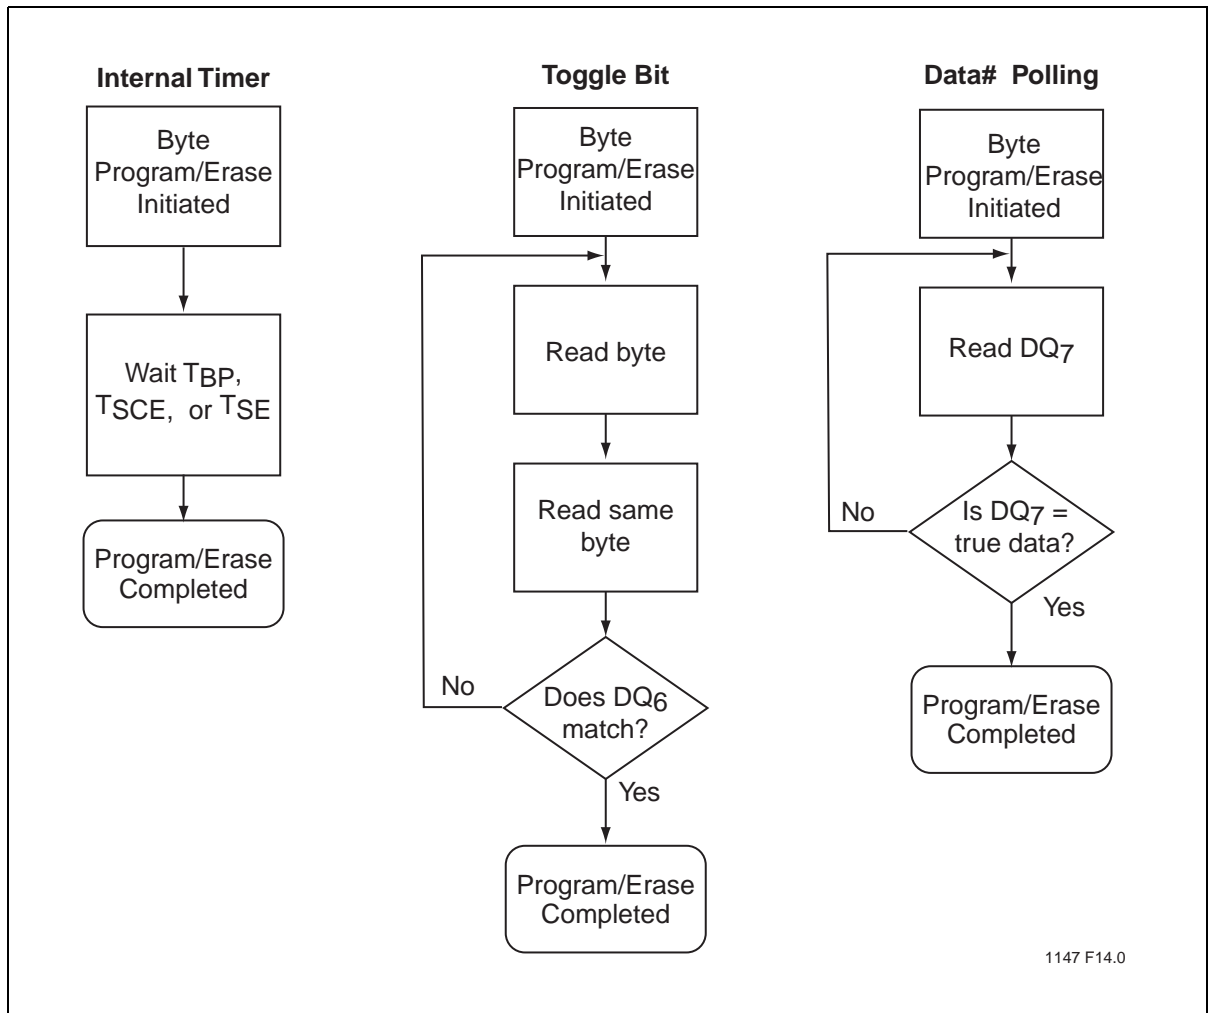 Internal Timer
Byte
Program/Erase
Initiated
Wait TBP,
TSCE, or TSE
Program/Erase
Completed
Toggle Bit
Byte
Program/Erase
Initiated
Read byte
Read same
byte
No
Does DQ6
match?
Yes
Program/Erase
Completed
Data# Polling
Byte
Program/Erase
Initiated
Read DQ7
No
Is DQ7 =
true data?
Yes
Program/Erase
Completed
1147 F14.0